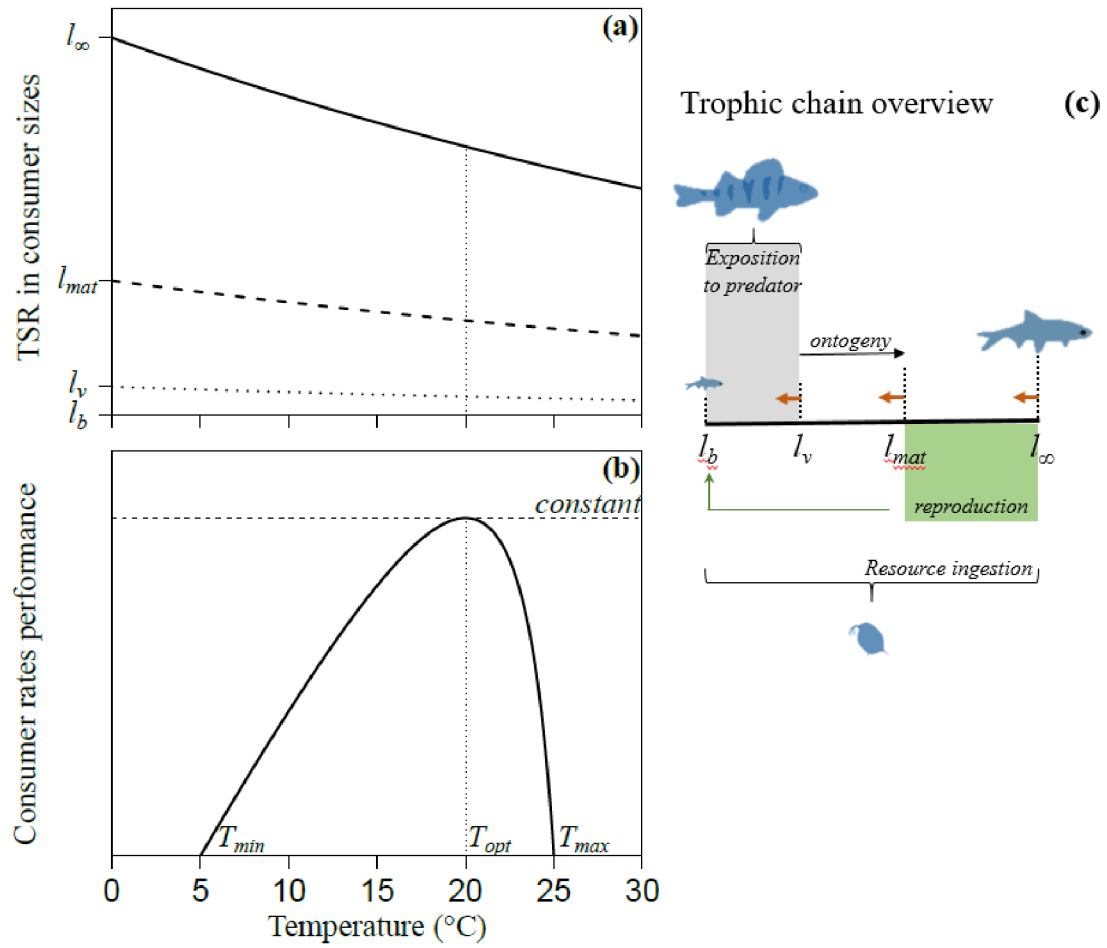 (a)
TSR in consumer sizes
l∞
lmat
lv
lb
(b)
Consumer rates performance
constant
Tmin
Topt
Tmax
0 5 10 15 20 25 30
Temperature (°C)
Trophic chain overview
(c)
Exposition
to predator
ontogeny
lb lv lmat l∞
reproduction
Resource ingestion